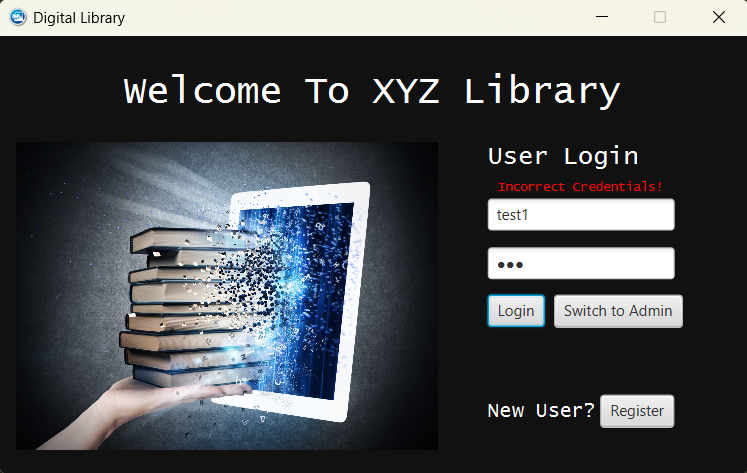 Digital Library
Welcome To XYZ Library
User Login
Incorrect Credentials!
test1
Login
Switch to Admin
New User?
Register